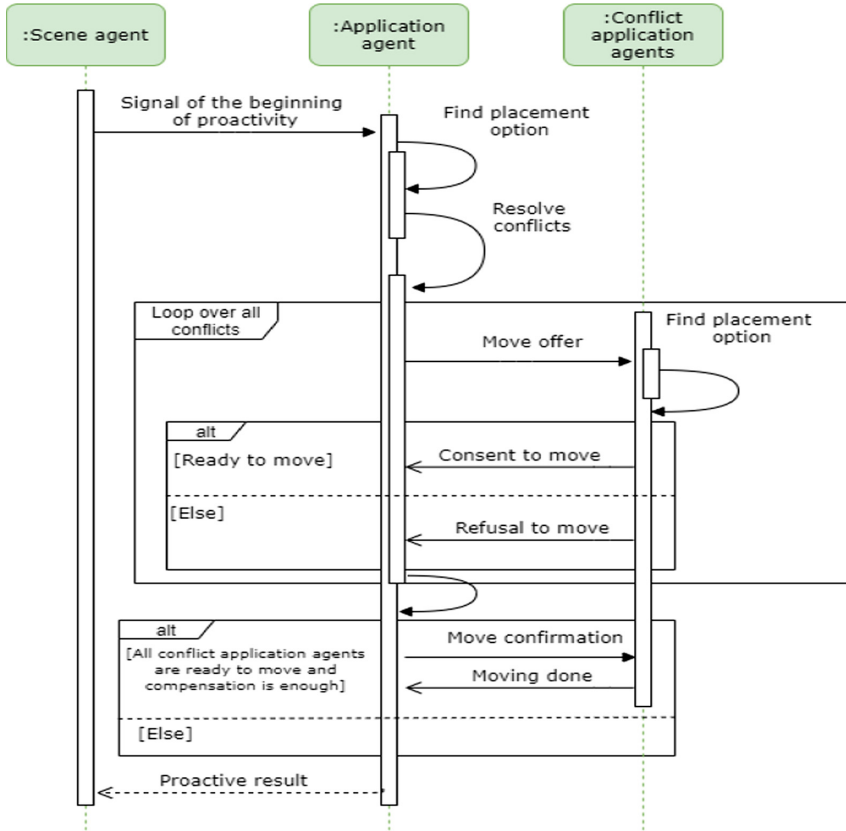 :Scene agent
:Application
agent
:Conflict
application
agents
Signal of the beginning
of proactivity
Find placement
option
Resolve
conflicts
Loop over all
conflicts
Move offer
Find placement
option
alt
[Ready to move]
Consent to move
[Else]
Refusal to move
alt
[All conflict application agents
are ready to move and
compensation is enough]
Move confirmation
Moving done
[Else]
Proactive result